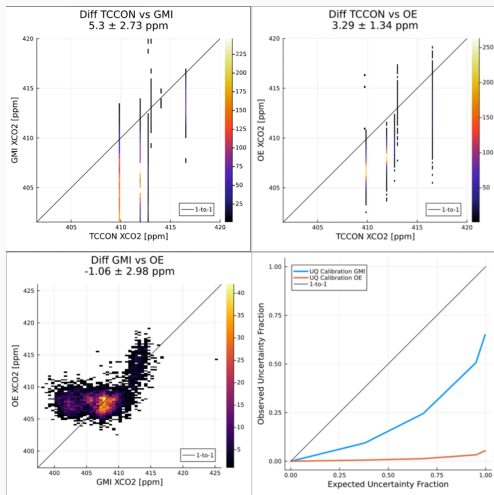 Diff TCCON vs GMI
5.3 ± 2.73 ppm
GMI XCO2 [ppm]
420
415
410
405
405
410
415
420
TCCON XCO2 [ppm]
1-to-1
225
200
175
150
125
100
75
50
25
Diff TCCON vs OE
3.29 ± 1.34 ppm
OE XCO2 [ppm]
420
415
410
405
405
410
415
420
TCCON XCO2 [ppm]
1-to-1
250
200
150
100
50
Diff GMI vs OE
-1.06 ± 2.98 ppm
OE XCO2 [ppm]
425
420
415
410
405
400
400
405
410
415
420
425
GMI XCO2 [ppm]
1-to-1
40
30
20
10
UQ Calibration GMI
UQ Calibration OE
1-to-1
Observed Uncertainty Fraction
1.00
0.75
0.50
0.25
0.00
0.00
0.25
0.50
0.75
1.00
Expected Uncertainty Fraction